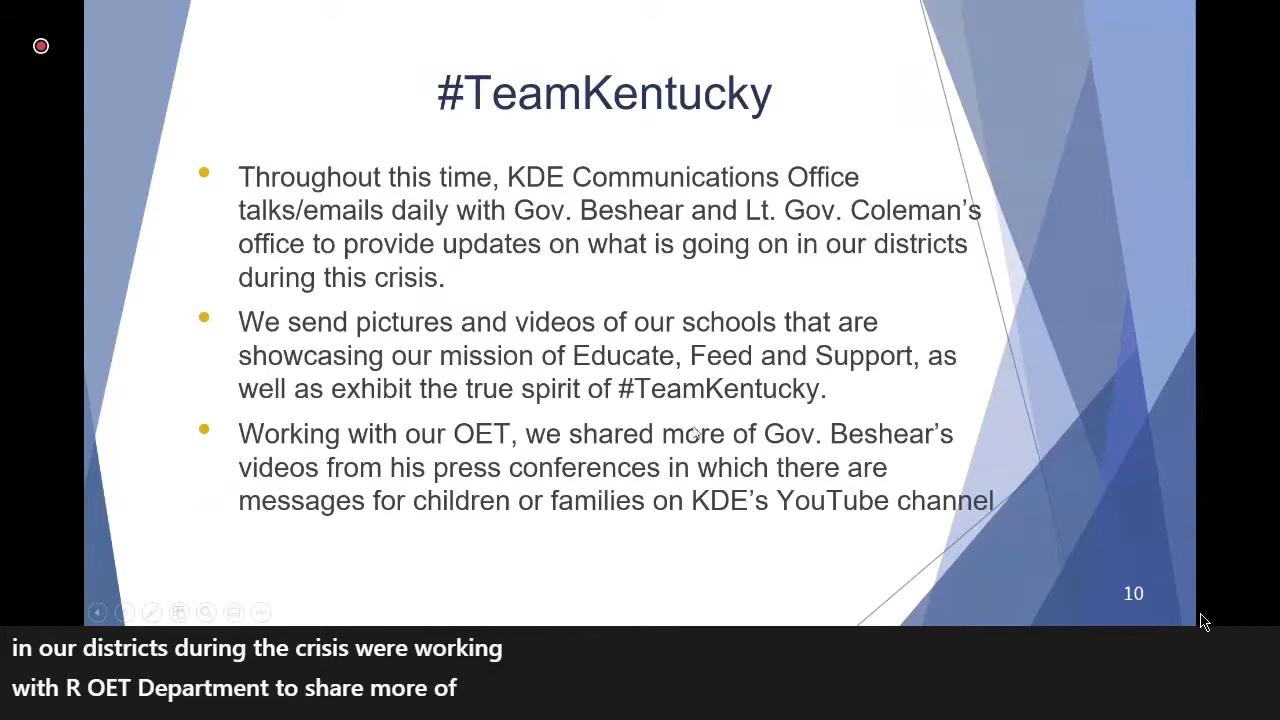 #TeamKentucky
Throughout this time, KDE Communications Office
talks/emails daily with Gov. Beshear and Lt. Gov. Coleman’s
office to provide updates on what is going on in our districts
during this crisis.
We send pictures and videos of our schools that are
showcasing our mission of Educate, Feed and Support, as
well as exhibit the true spirit of #TeamKentucky.
Working with our OET, we shared more of Gov. Beshear’s
videos from his press conferences in which there are
messages for children or families on KDE’s YouTube channel
10
in our districts during the crisis were working
with R OET Department to share more of